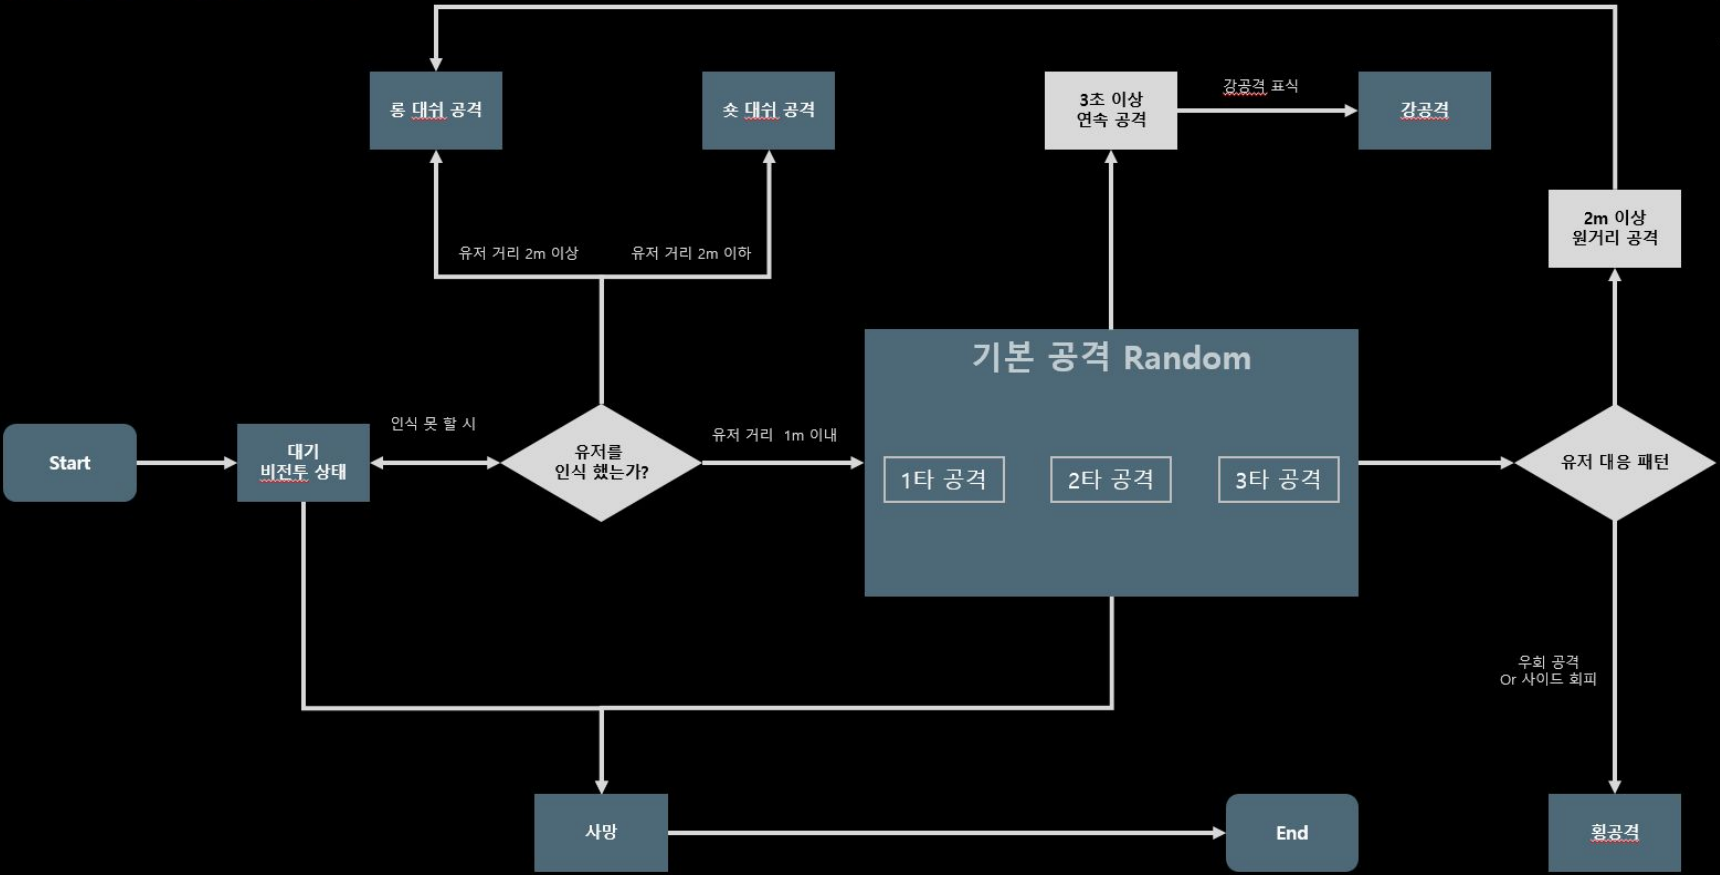 롱 대쉬 공격
숏 대쉬 공격
3초 이상
연속 공격
강공격 표식
강공격
2m 이상
원거리 공격
유저 거리 2m 이상
유저 거리 2m 이하
기본 공격 Random
1타 공격
2타 공격
3타 공격
Start
대기
비전투 상태
인식 못 할 시
유저를
인식 했는가?
유저 거리 1m 이내
유저 대응 패턴
우회 공격
Or 사이드 회피
사망
End
횡공격